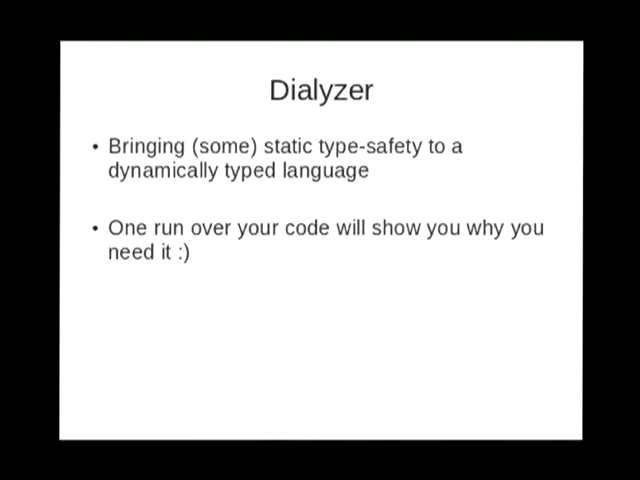 Dialyzer
• Bringing (some) static type-safety to a
dynamically typed language
• One run over your code will show you why you
need it :)